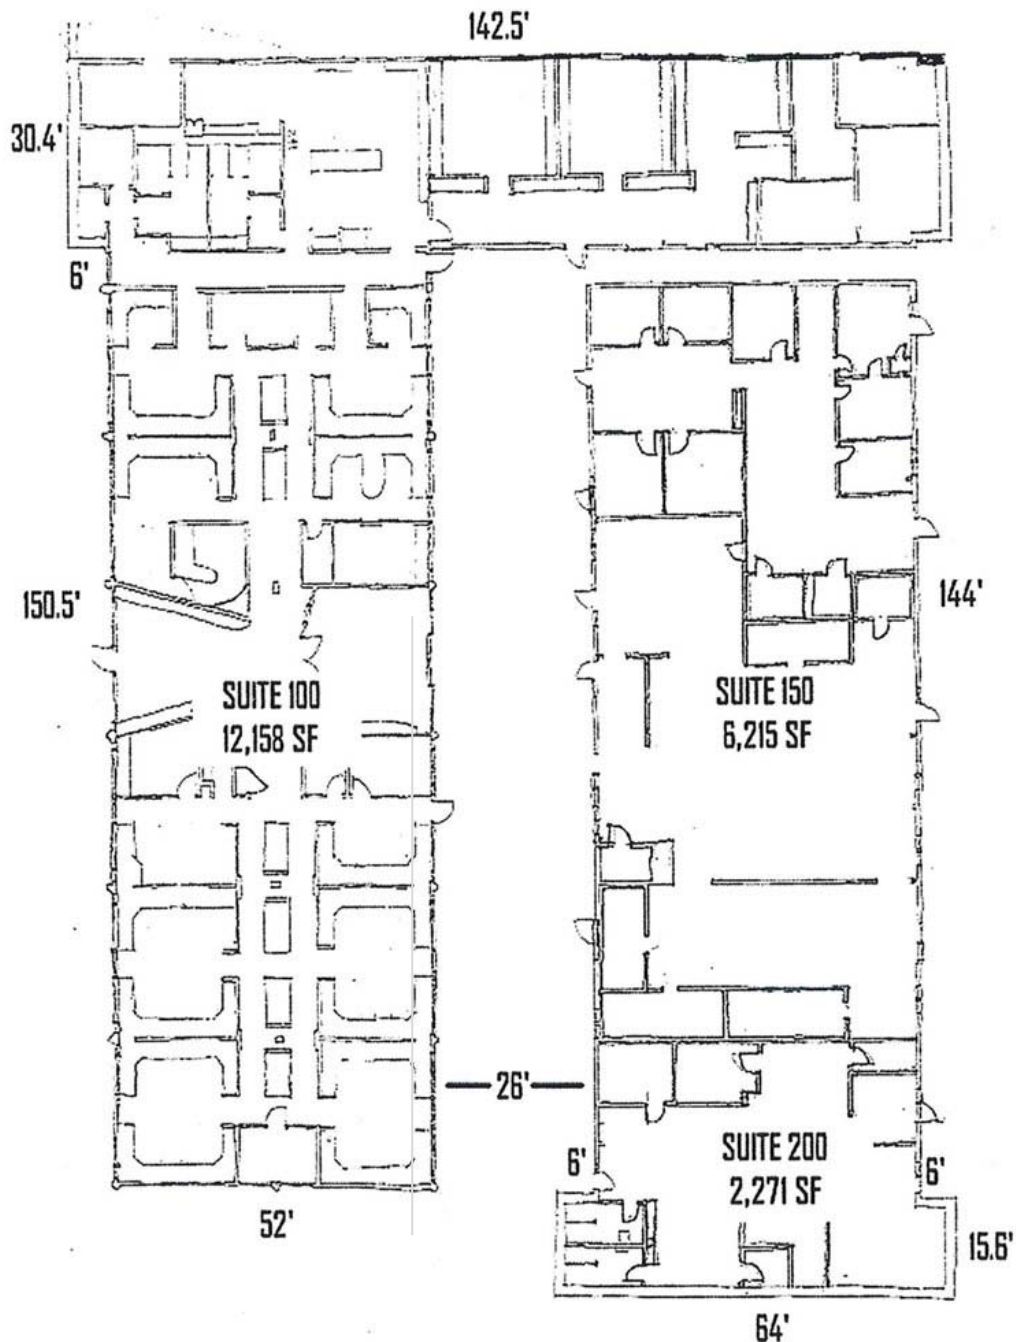 142.5'
30.4'
6'
150.5'
144'
SUITE 100
12,158 SF
SUITE 150
6,215 SF
26'
SUITE 200
2,271 SF
6'
6'
52'
15.6'
64'